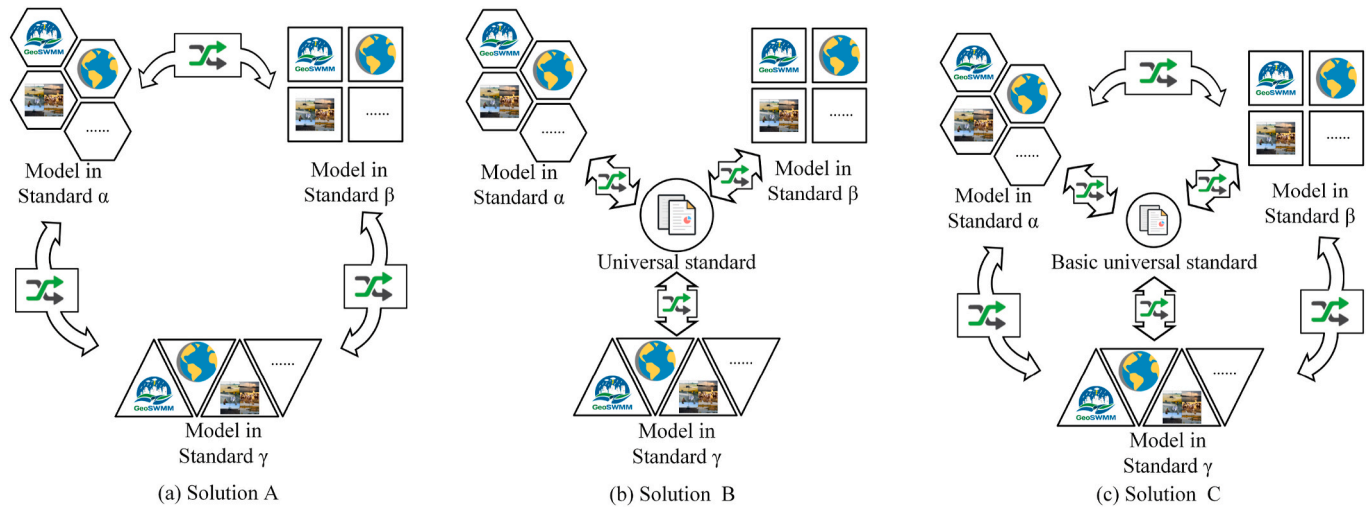 GeoSWMM
......
Model in
Standard α
GeoSWMM
......
Model in
Standard β
GeoSWMM
......
Model in
Standard γ
(a) Solution A
GeoSWMM
......
Model in
Standard α
GeoSWMM
......
Model in
Standard β
Universal standard
GeoSWMM
......
Model in
Standard γ
(b) Solution B
GeoSWMM
......
Model in
Standard α
GeoSWMM
......
Model in
Standard β
Basic universal standard
GeoSWMM
......
Model in
Standard γ
(c) Solution C